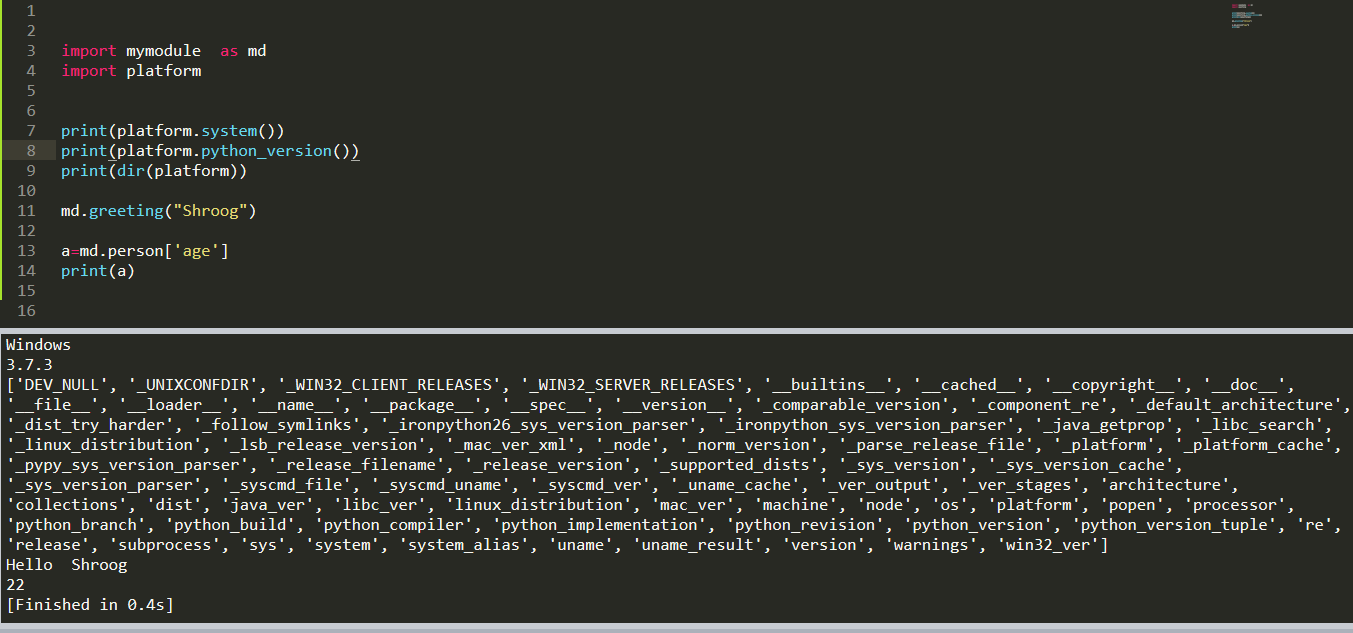 1
2
3 import mymodule  as md
4 import platform
5
6
7 print(platform.system())
8 print(platform.python_version())
9 print(dir(platform))
10
11 md.greeting("Shroog")
12
13 a=md.person['age']
14 print(a)
15
16
Windows
3.7.3
['DEV_NULL', '_UNIXCONFDIR', '_WIN32_CLIENT_RELEASES', '_WIN32_SERVER_RELEASES', '__builtins__', '__cached__', '__copyright__', '__doc__',
'__file__', '__loader__', '__name__', '__package__', '__spec__', '__version__', '_comparable_version', '_component_re', '_default_architecture',
'_dist_try_harder', '_follow_symlinks', '_ironpython26_sys_version_parser', '_ironpython_sys_version_parser', '_java_getprop', '_libc_search',
'_linux_distribution', '_lsb_release_version', '_mac_ver_xml', '_node', '_norm_version', '_parse_release_file', '_platform', '_platform_cache',
'_pypy_sys_version_parser', '_release_filename', '_release_version', '_supported_dists', '_sys_version', '_sys_version_cache',
'_sys_version_parser', '_syscmd_file', '_syscmd_uname', '_syscmd_ver', '_uname_cache', '_ver_output', '_ver_stages', 'architecture',
'collections', 'dist', 'java_ver', 'libc_ver', 'linux_distribution', 'mac_ver', 'machine', 'node', 'os', 'platform', 'popen', 'processor',
'python_branch', 'python_build', 'python_compiler', 'python_implementation', 'python_revision', 'python_version', 'python_version_tuple', 're',
'release', 'subprocess', 'sys', 'system', 'system_alias', 'uname', 'uname_result', 'version', 'warnings', 'win32_ver']
Hello  Shroog
22
[Finished in 0.4s]